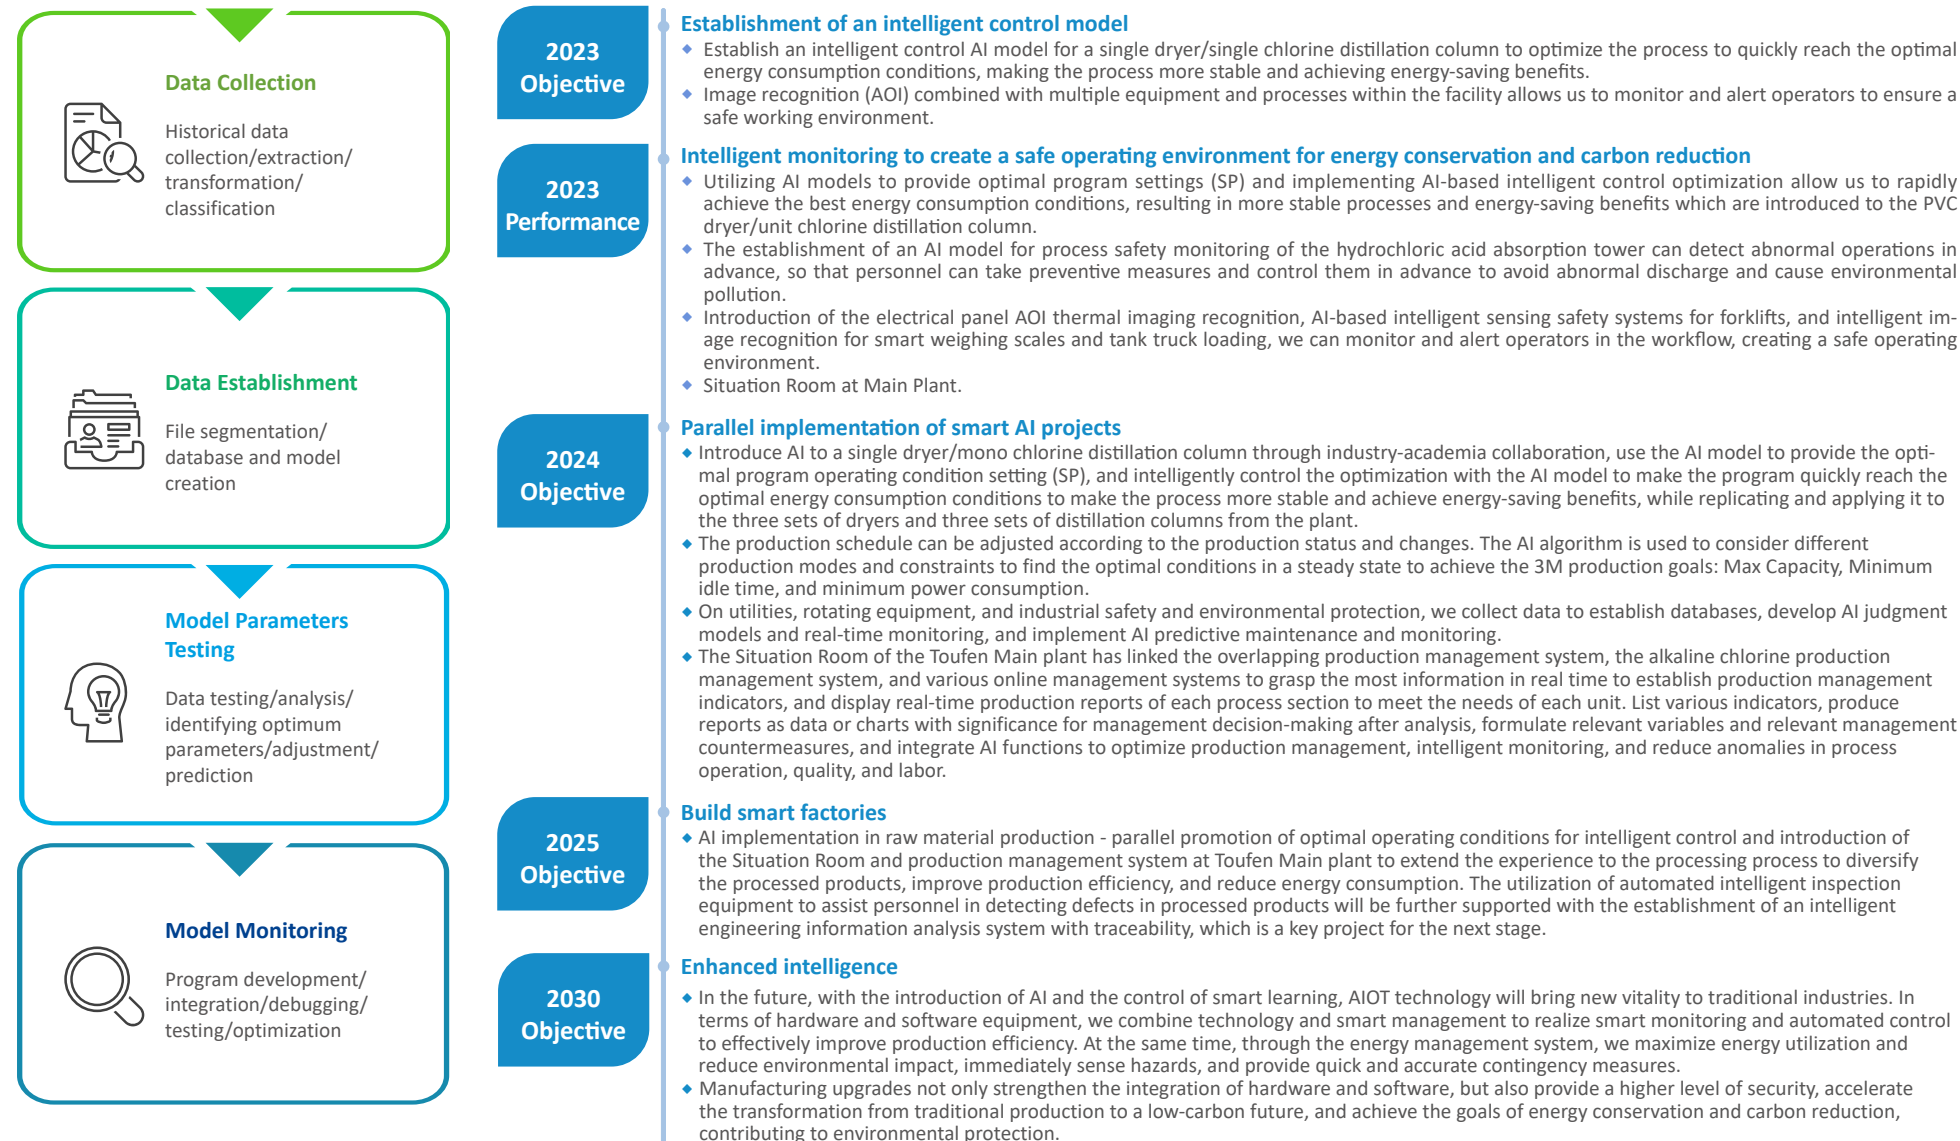 Data Collection
Historical data
collection/extraction/
transformation/
classification
Data Establishment
File segmentation/
database and model
creation
Model Parameters
Testing
Data testing/analysis/
identifying optimum
parameters/adjustment/
prediction
Model Monitoring
Program development/
integration/debugging/
testing/optimization
2023
Objective
Establishment of an intelligent control model
◆ Establish an intelligent control AI model for a single dryer/single chlorine distillation column to optimize the process to quickly reach the optimal
energy consumption conditions, making the process more stable and achieving energy-saving benefits.
◆ Image recognition (AOI) combined with multiple equipment and processes within the facility allows us to monitor and alert operators to ensure a
safe working environment.
2023
Performance
Intelligent monitoring to create a safe operating environment for energy conservation and carbon reduction
◆ Utilizing AI models to provide optimal program settings (SP) and implementing AI-based intelligent control optimization allow us to rapidly
achieve the best energy consumption conditions, resulting in more stable processes and energy-saving benefits which are introduced to the PVC
dryer/unit chlorine distillation column.
◆ The establishment of an AI model for process safety monitoring of the hydrochloric acid absorption tower can detect abnormal operations in
advance, so that personnel can take preventive measures and control them in advance to avoid abnormal discharge and cause environmental
pollution.
◆ Introduction of the electrical panel AOI thermal imaging recognition, AI-based intelligent sensing safety systems for forklifts, and intelligent im-
age recognition for smart weighing scales and tank truck loading, we can monitor and alert operators in the workflow, creating a safe operating
environment.
◆ Situation Room at Main Plant.
2024
Objective
Parallel implementation of smart AI projects
◆ Introduce AI to a single dryer/mono chlorine distillation column through industry-academia collaboration, use the AI model to provide the opti-
mal program operating condition setting (SP), and intelligently control the optimization with the AI model to make the program quickly reach the
optimal energy consumption conditions to make the process more stable and achieve energy-saving benefits, while replicating and applying it to
the three sets of dryers and three sets of distillation columns from the plant.
◆ The production schedule can be adjusted according to the production status and changes. The AI algorithm is used to consider different
production modes and constraints to find the optimal conditions in a steady state to achieve the 3M production goals: Max Capacity, Minimum
idle time, and minimum power consumption.
◆ On utilities, rotating equipment, and industrial safety and environmental protection, we collect data to establish databases, develop AI judgment
models and real-time monitoring, and implement AI predictive maintenance and monitoring.
◆ The Situation Room of the Toufen Main plant has linked the overlapping production management system, the alkaline chlorine production
management system, and various online management systems to grasp the most information in real time to establish production management
indicators, and display real-time production reports of each process section to meet the needs of each unit. List various indicators, produce
reports as data or charts with significance for management decision-making after analysis, formulate relevant variables and relevant management
countermeasures, and integrate AI functions to optimize production management, intelligent monitoring, and reduce anomalies in process
operation, quality, and labor.
2025
Objective
Build smart factories
◆ AI implementation in raw material production - parallel promotion of optimal operating conditions for intelligent control and introduction of
the Situation Room and production management system at Toufen Main plant to extend the experience to the processing process to diversify
the processed products, improve production efficiency, and reduce energy consumption. The utilization of automated intelligent inspection
equipment to assist personnel in detecting defects in processed products will be further supported with the establishment of an intelligent
engineering information analysis system with traceability, which is a key project for the next stage.
2030
Objective
Enhanced intelligence
◆ In the future, with the introduction of AI and the control of smart learning, AIOT technology will bring new vitality to traditional industries. In
terms of hardware and software equipment, we combine technology and smart management to realize smart monitoring and automated control
to effectively improve production efficiency. At the same time, through the energy management system, we maximize energy utilization and
reduce environmental impact, immediately sense hazards, and provide quick and accurate contingency measures.
◆ Manufacturing upgrades not only strengthen the integration of hardware and software, but also provide a higher level of security, accelerate
the transformation from traditional production to a low-carbon future, and achieve the goals of energy conservation and carbon reduction,
contributing to environmental protection.